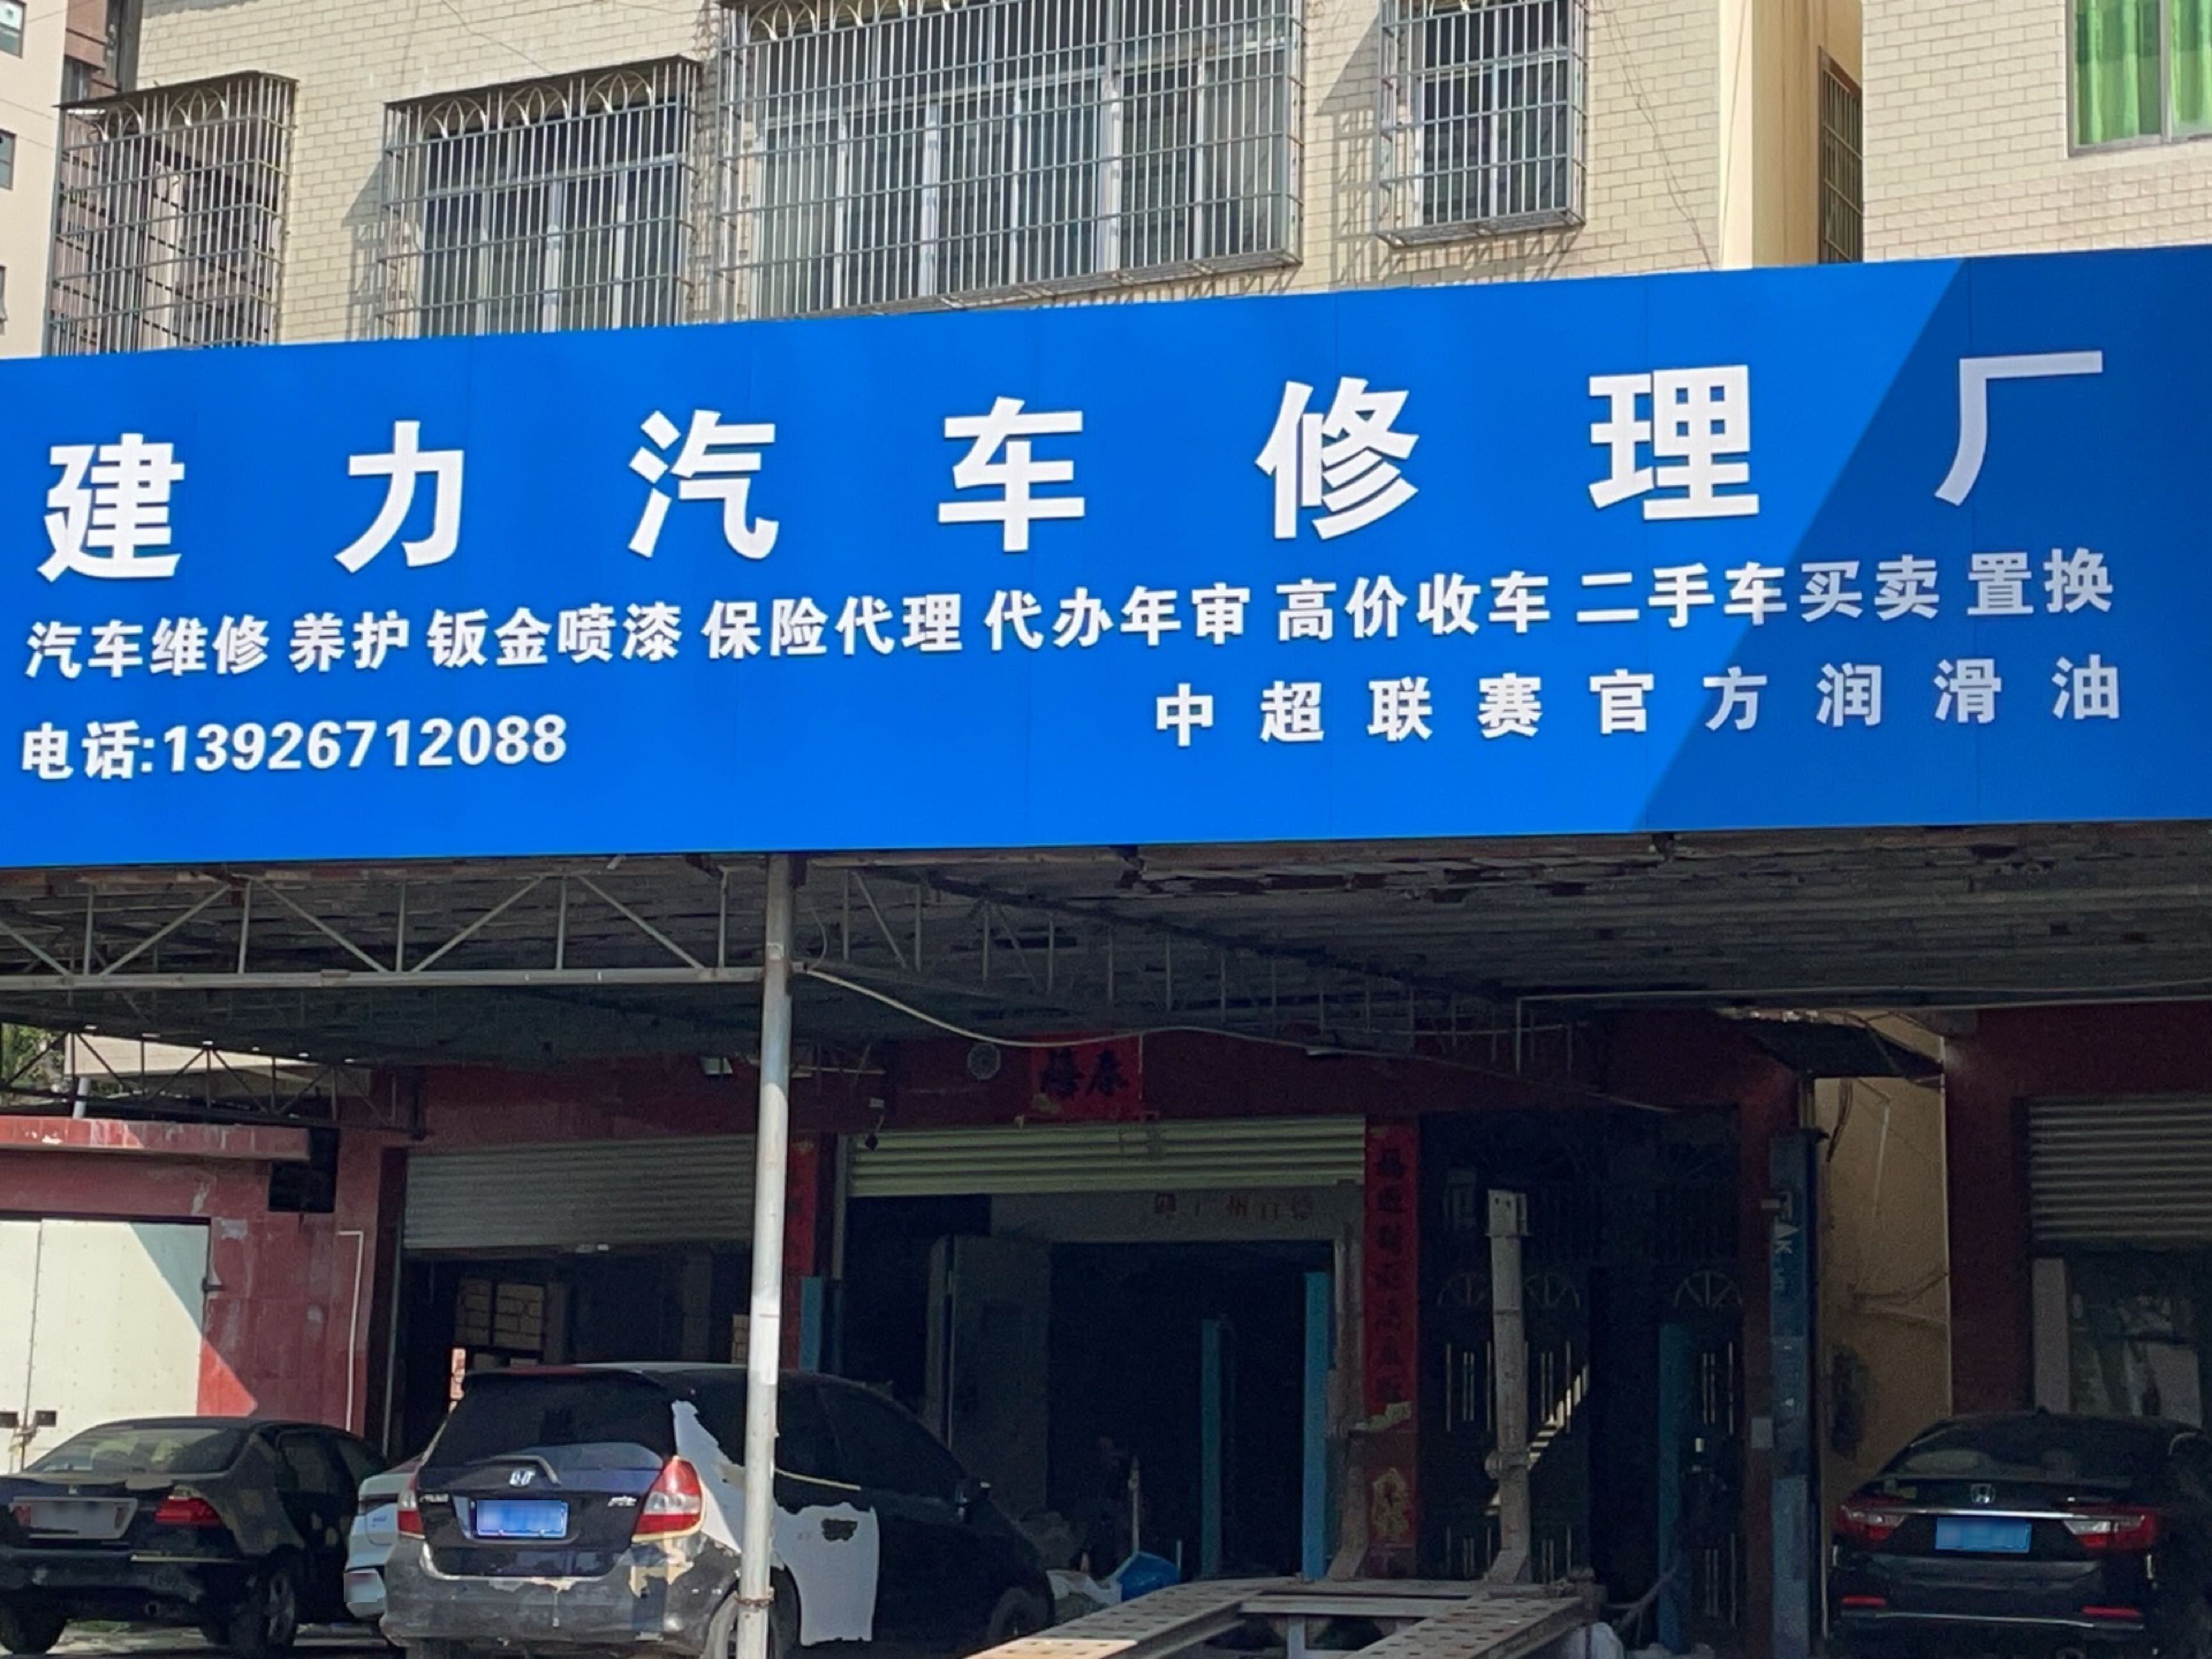 建力汽车修理厂
汽车维修 养护 钣金喷漆 保险代理 代办年审 高价收车 二手车买卖 置换
电话:13926712088
中超联赛官方润滑油